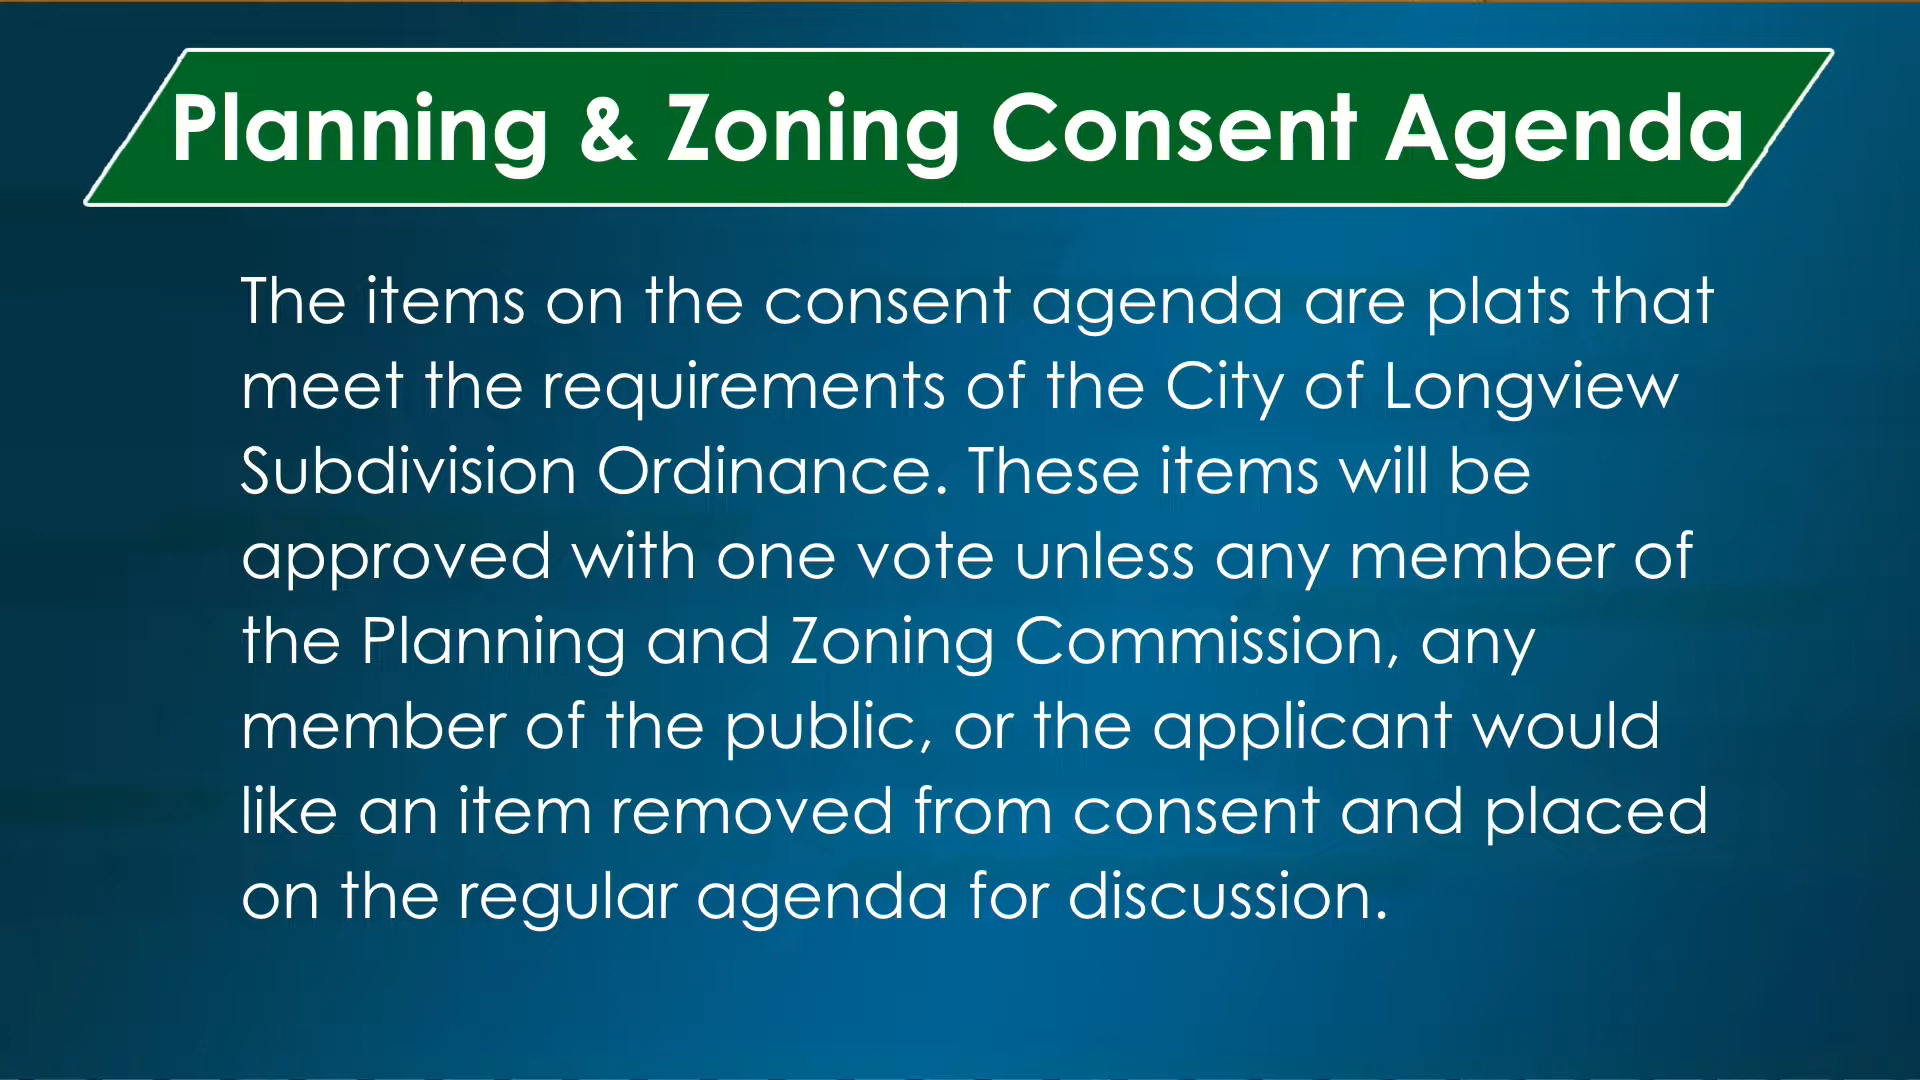 Planning & Zoning Consent Agenda
The items on the consent agenda are plats that
meet the requirements of the City of Longview
Subdivision Ordinance. These items will be
approved with one vote unless any member of
the Planning and Zoning Commission, any
member of the public, or the applicant would
like an item removed from consent and placed
on the regular agenda for discussion.